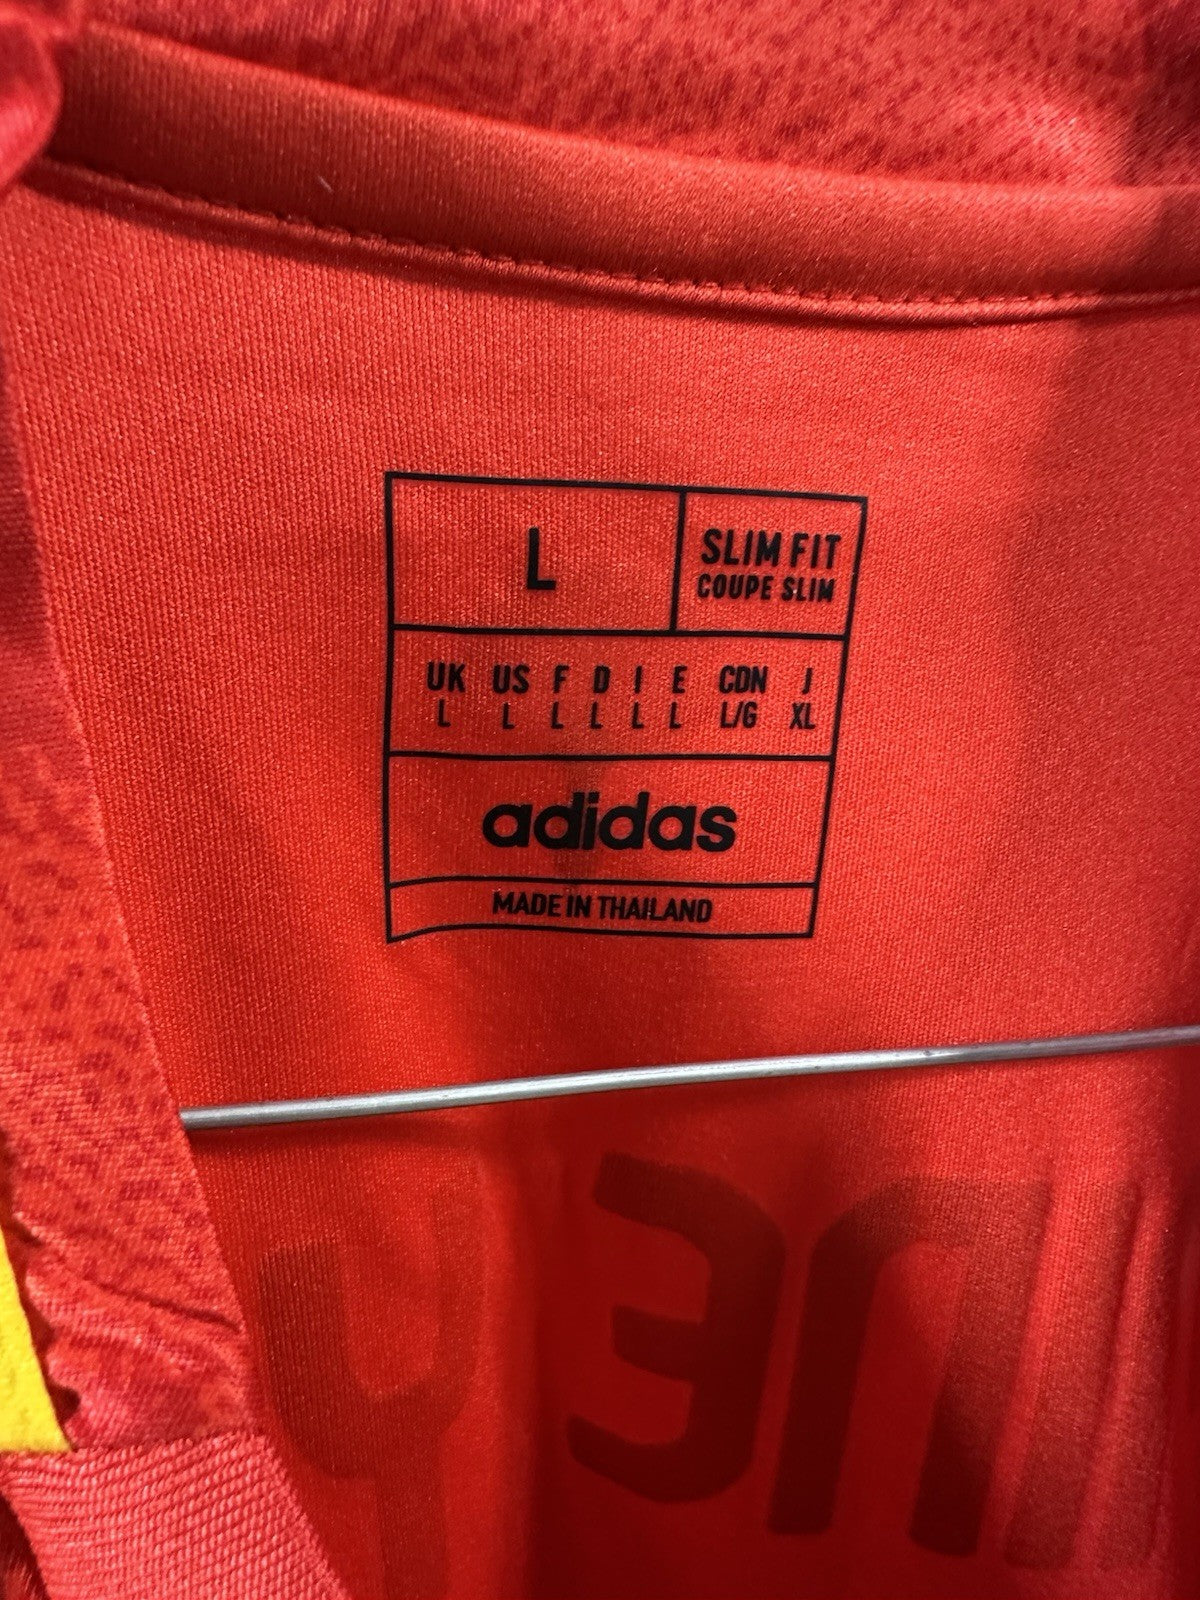 L
SLIM FIT
COUPE SLIM
UK US F D I E CDN J
L L L L L L L/G XL
adidas
MADE IN THAILAND